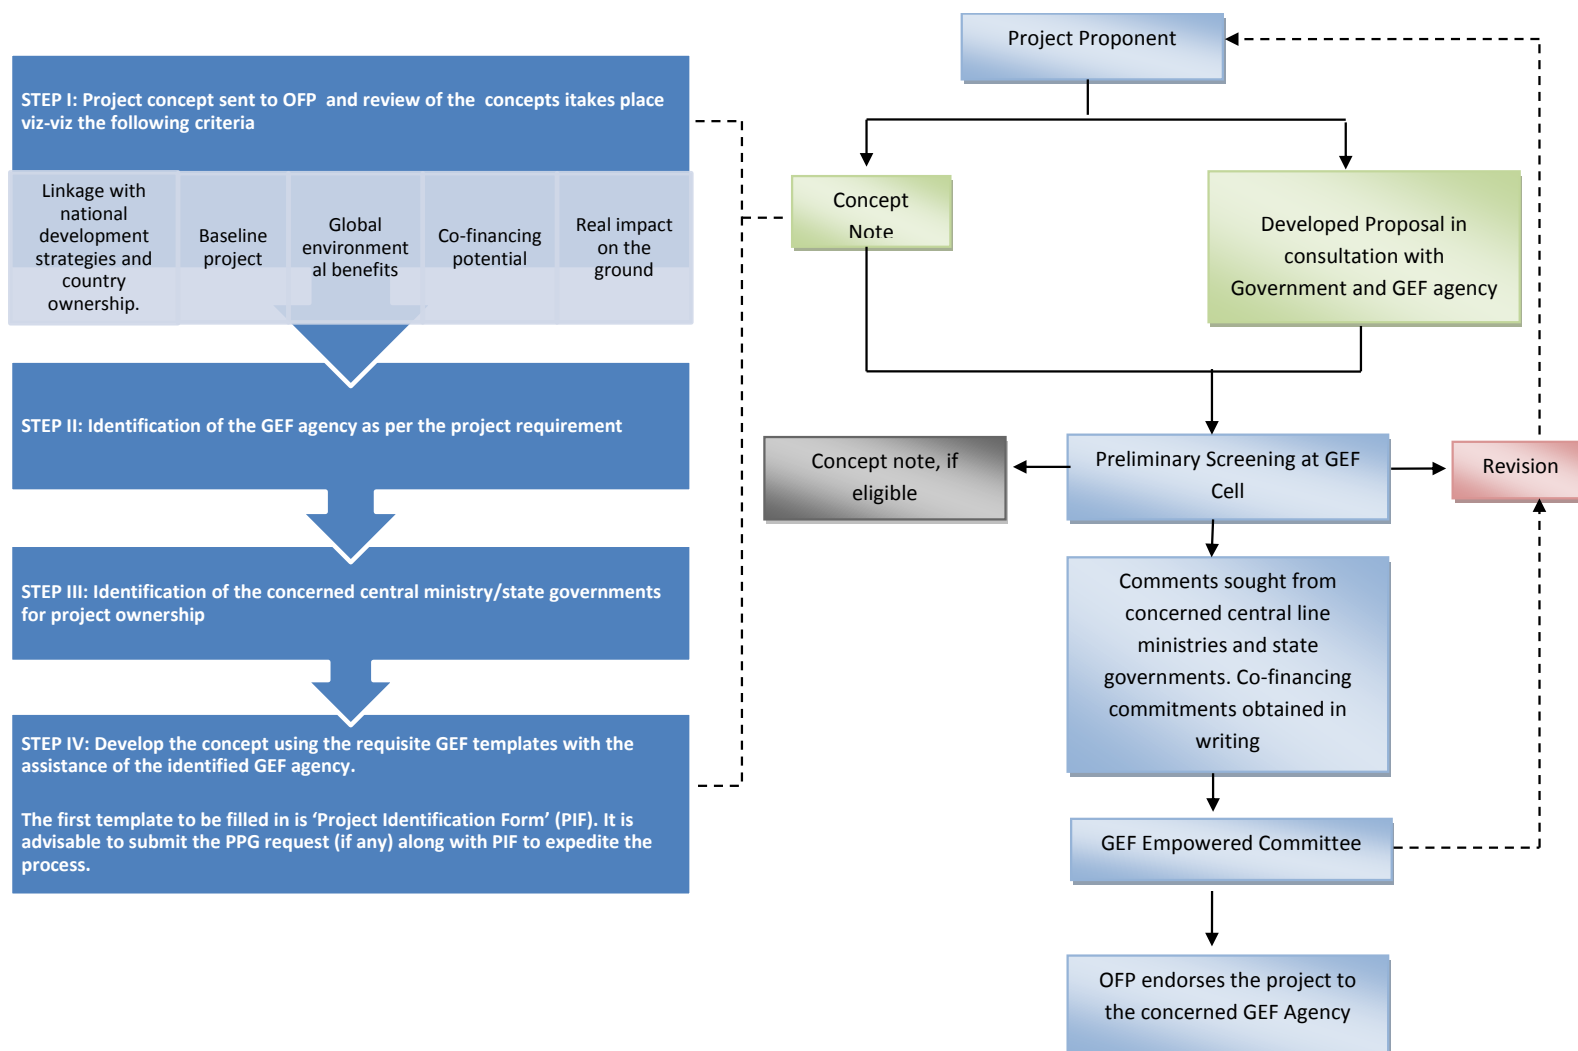 STEP I: Project concept sent to OFP and review of the concepts itakes place
viz-viz the following criteria
Linkage with
national
development
strategies and
country
ownership.
Baseline
project
Global
environment
al benefits
Co-financing
potential
Real impact
on the
ground
STEP II: Identification of the GEF agency as per the project requirement
STEP III: Identification of the concerned central ministry/state governments
for project ownership
STEP IV: Develop the concept using the requisite GEF templates with the
assistance of the identified GEF agency.
The first template to be filled in is ‘Project Identification Form’ (PIF). It is
advisable to submit the PPG request (if any) along with PIF to expedite the
process.
Project Proponent
Concept
Note
Developed Proposal in
consultation with
Government and GEF agency
Concept note, if
eligible
Preliminary Screening at GEF
Cell
Revision
Comments sought from
concerned central line
ministries and state
governments. Co-financing
commitments obtained in
writing
GEF Empowered Committee
OFP endorses the project to
the concerned GEF Agency